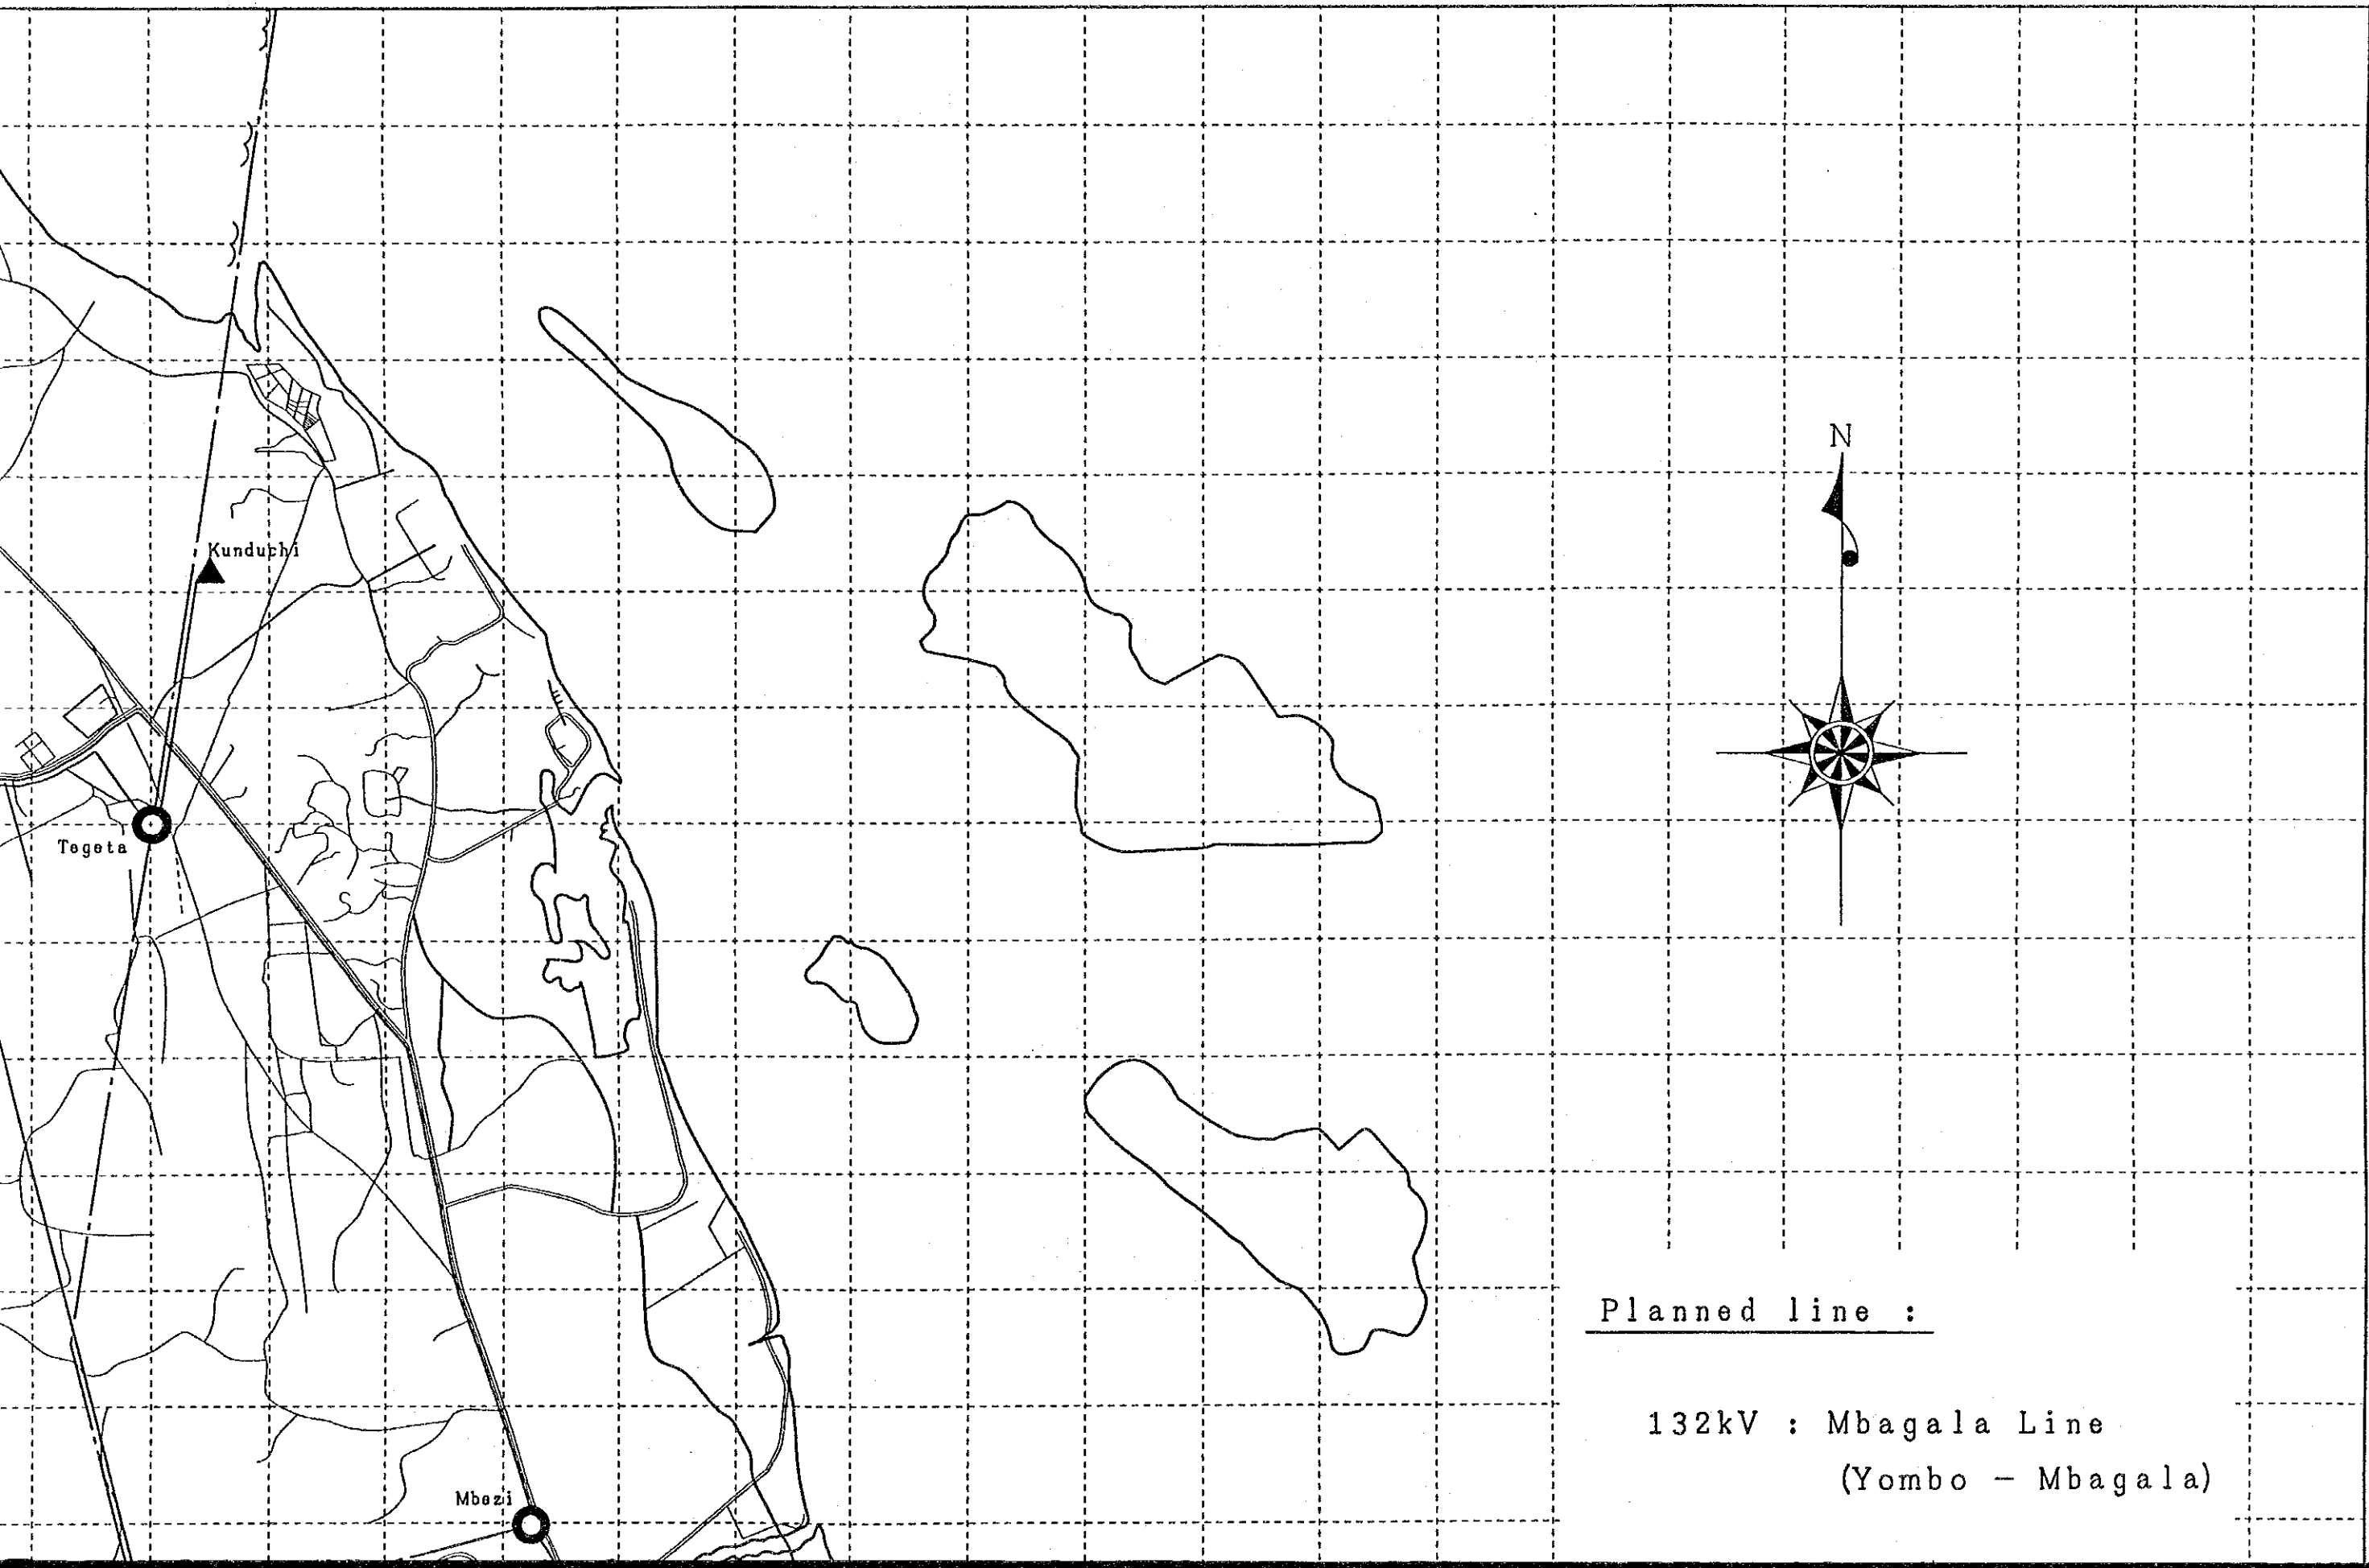 N
Kunduchi
Tegeta
Mbezi
Planned line :
132kV : Mbagala Line
(Yombo - Mbagala)